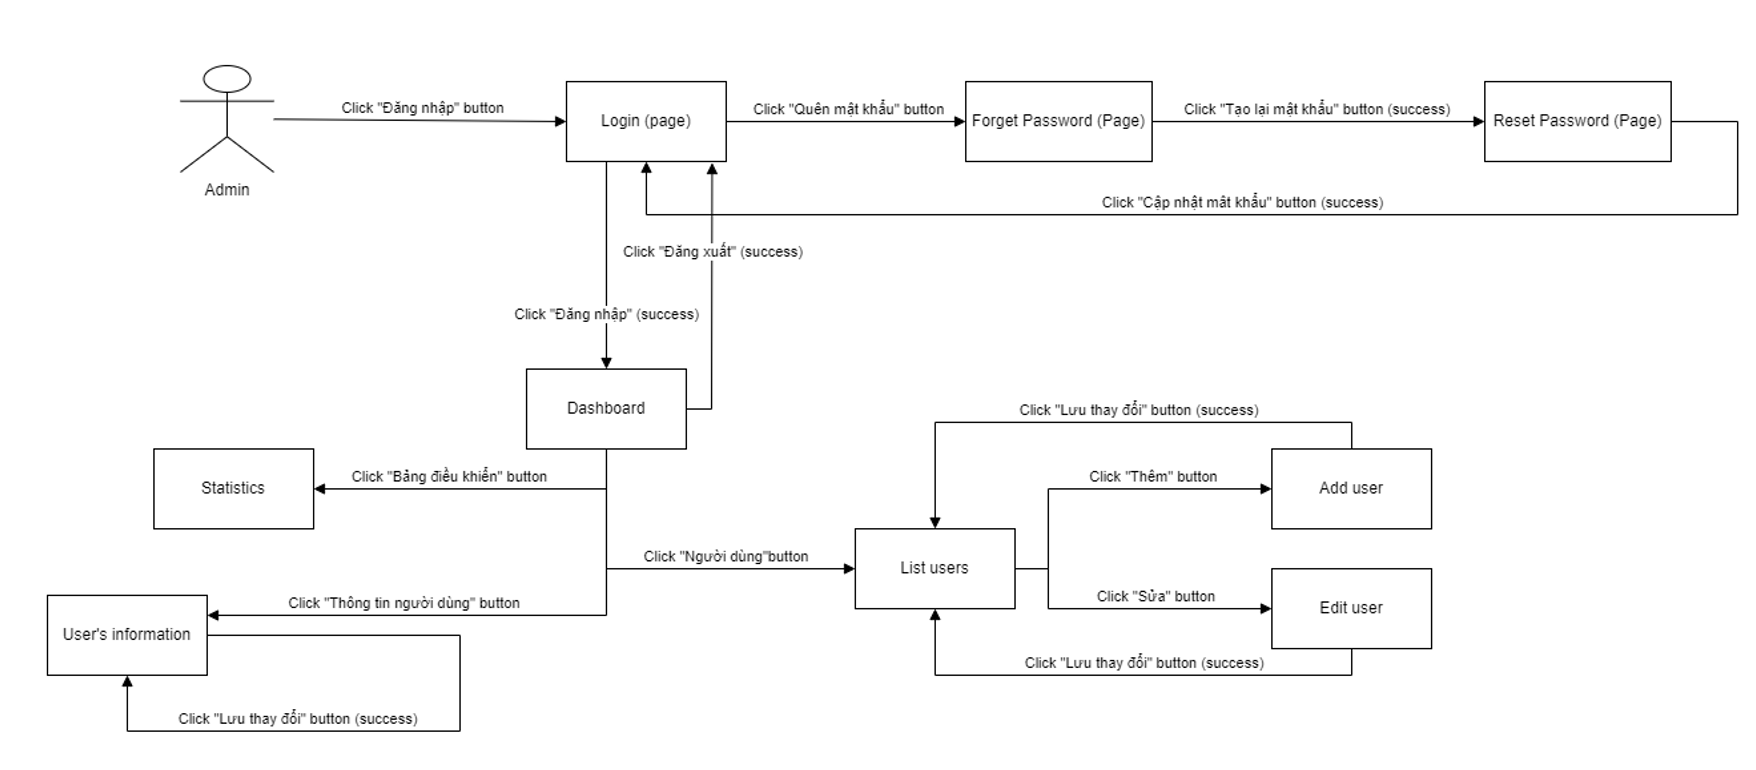 Click "Đăng nhập" button
Login (page)
Click "Quên mật khẩu" button
Forget Password (Page)
Click "Tạo lại mật khẩu" button (success)
Reset Password (Page)
Admin
Click "Cập nhật mât khẩu" button (success)
Click "Đăng xuất" (success)
Click "Đăng nhập" (success)
Dashboard
Click "Lưu thay đổi" button (success)
Statistics
Click "Bảng điều khiển" button
Click "Thêm" button
Add user
Click "Người dùng"button
List users
Click "Sửa" button
Edit user
Click "Thông tin người dùng" button
User's information
Click "Lưu thay đổi" button (success)
Click "Lưu thay đổi" button (success)